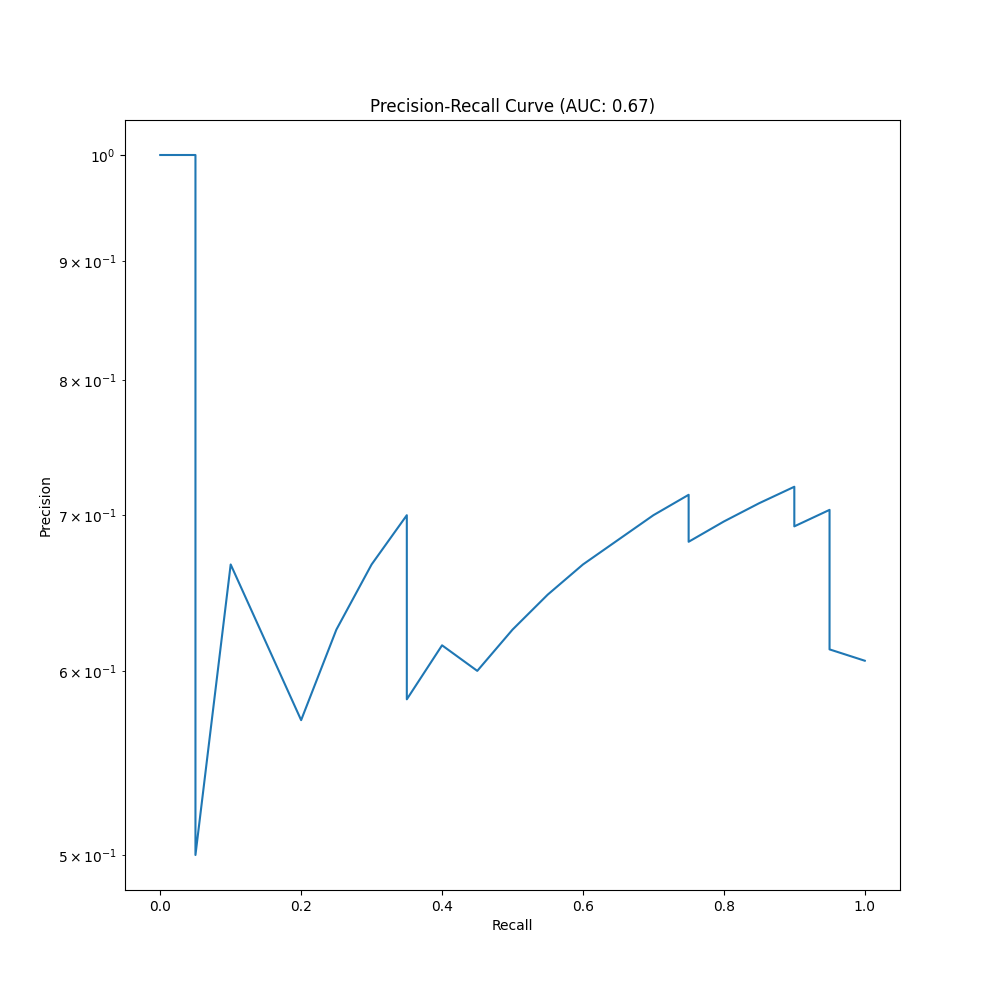 Precision-Recall Curve (AUC: 0.67)
10⁰
9 × 10⁻¹
8 × 10⁻¹
7 × 10⁻¹
6 × 10⁻¹
5 × 10⁻¹
Precision
0.0 0.2 0.4 0.6 0.8 1.0
Recall